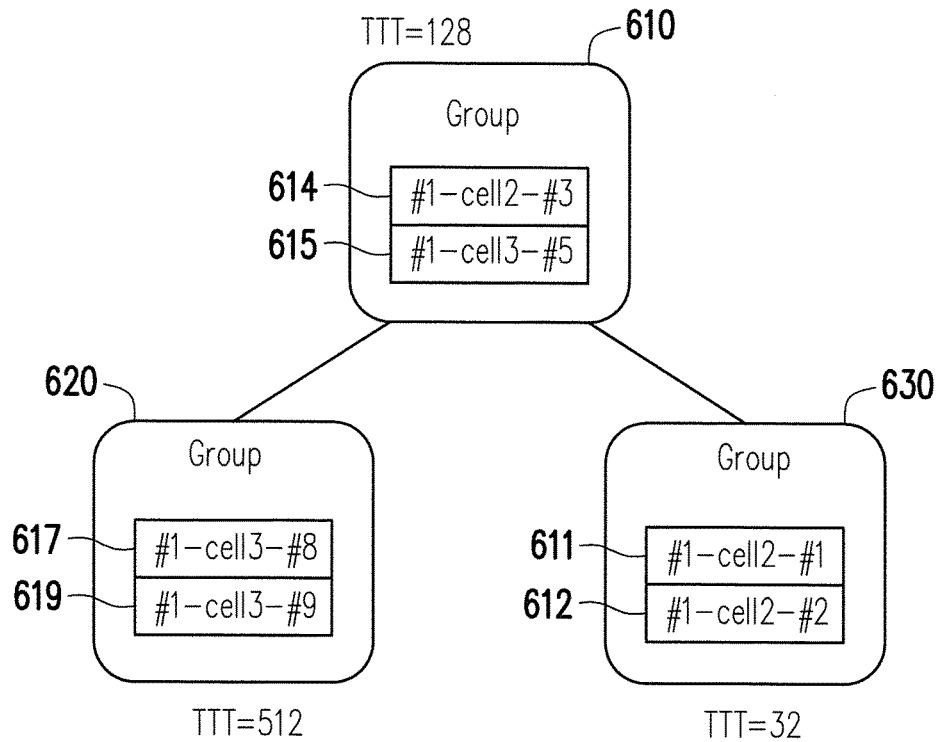 TTT=128
610
Group
614
#1-cell2-#3
615
#1-cell3-#5
620
630
Group
Group
617
#1-cell3-#8
611
#1-cell2-#1
619
#1-cell3-#9
612
#1-cell2-#2
TTT=512
TTT=32